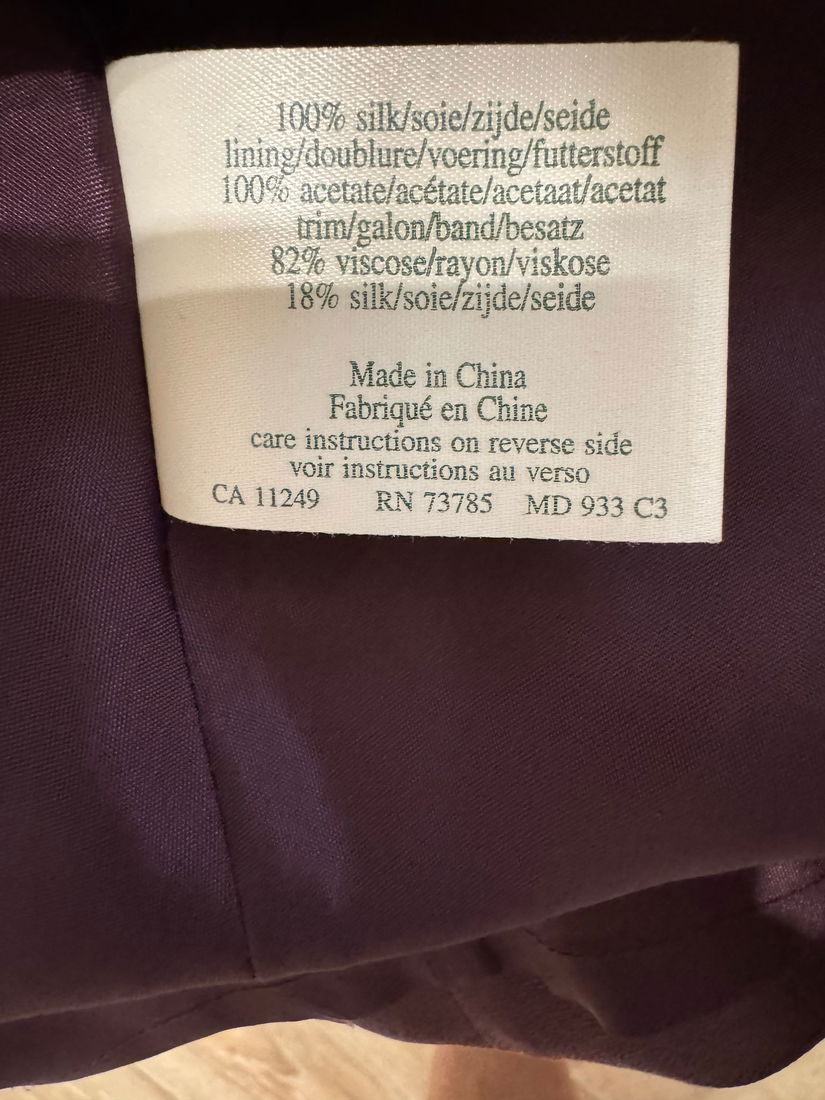 100% silk/soie/zijde/seide
lining/doublure/voering/futterstoff
100% acetate/acétate/acetaat/acetat
trim/galon/band/besatz
82% viscose/rayon/viskose
18% silk/soie/zijde/seide
Made in China
Fabriqué en Chine
care instructions on reverse side
voir instructions au verso
CA 11249 RN 73785 MD 933 C3